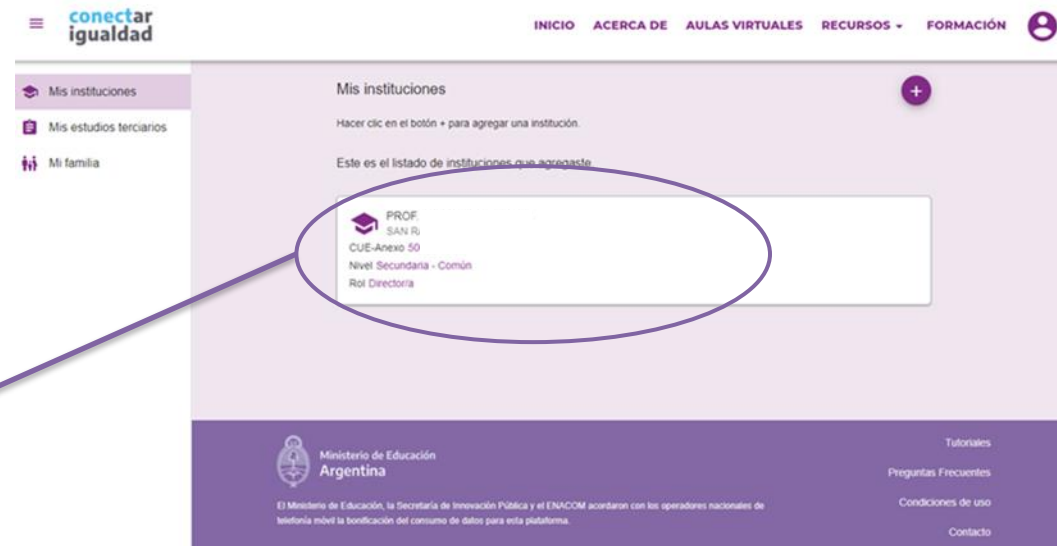 conectar
igualdad
INICIO ACERCA DE AULAS VIRTUALES RECURSOS FORMACIÓN
Mis instituciones
Mis estudios terciarios
Mi familia
Mis instituciones
+
Hacer clic en el botón + para agregar una institución.
Este es el listado de instituciones que agregaste
PROF.
SAN R
CUE-Anexo 50
Nivel Secundaria - Común
Rol Director/a
Ministerio de Educación
Argentina
El Ministerio de Educación, la Secretaría de Innovación Pública y el ENACOM acordaron con los operadores nacionales de
telefonía móvil la bonificación del consumo de datos para esta plataforma.
Tutoriales
Preguntas Frecuentes
Condiciones de uso
Contacto